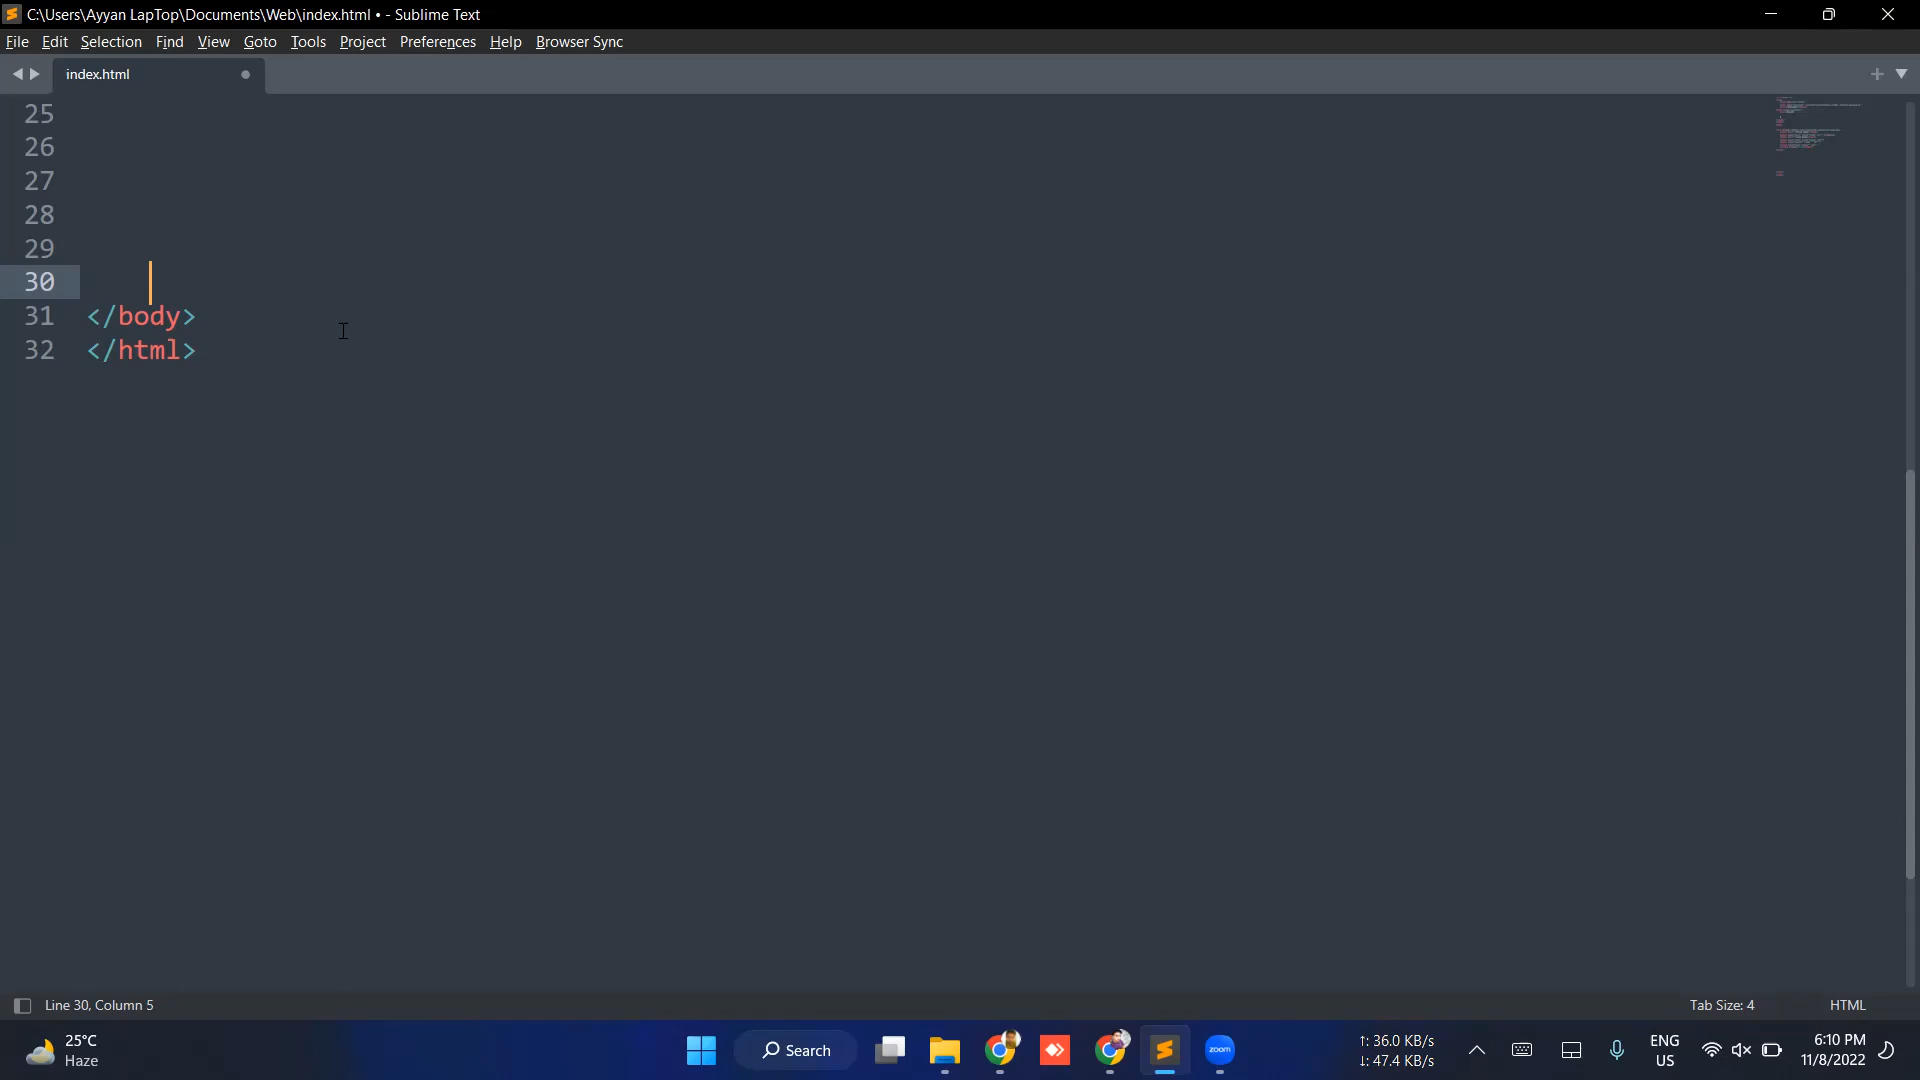 C:\Users\Ayyan LapTop\Documents\Web\index.html • - Sublime Text
File Edit Selection Find View Goto Tools Project Preferences Help Browser Sync
index.html
25
26
27
28
29
30
31 </body>
32 </html>
Line 30, Column 5
Tab Size: 4
HTML
25°C
Haze
Search
zoom
↑: 36.0 KB/s
↓: 47.4 KB/s
ENG
US
6:10 PM
11/8/2022